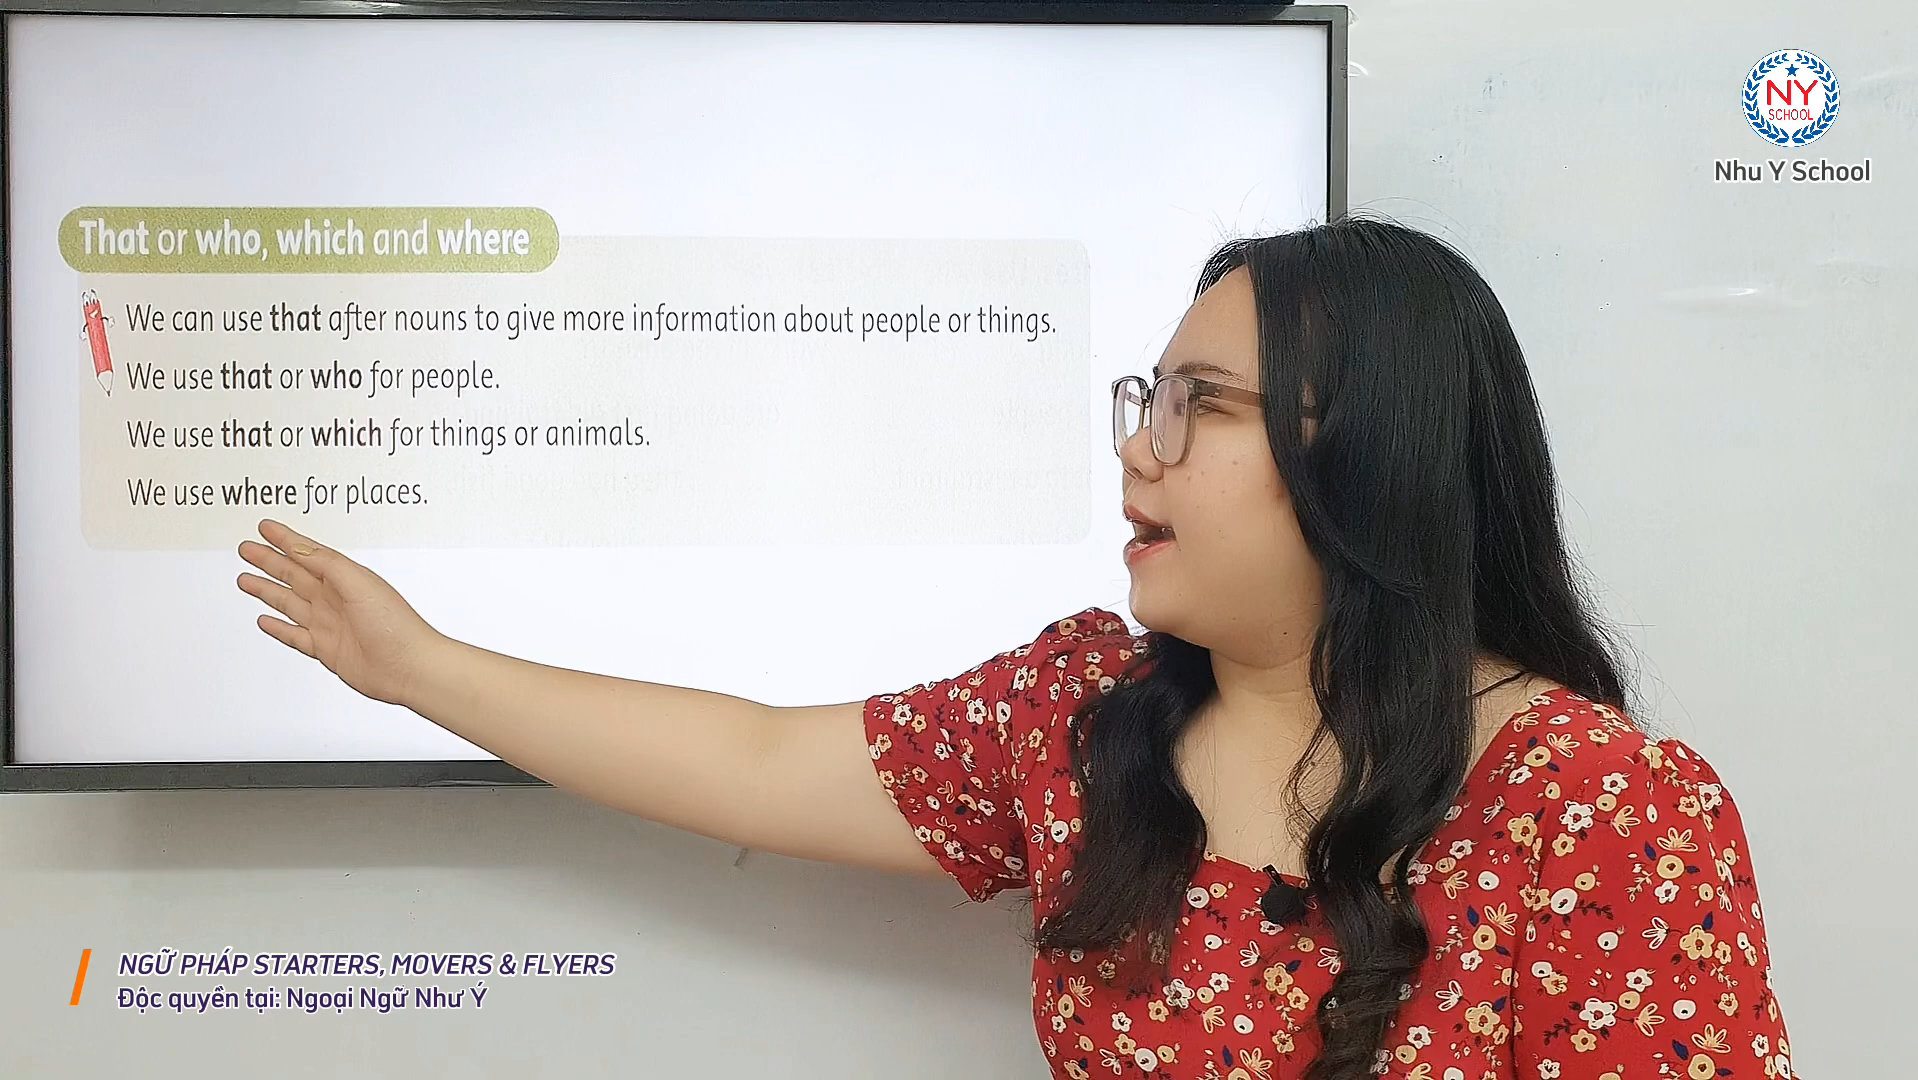 That or who, which and where
We can use that after nouns to give more information about people or things.
We use that or who for people.
We use that or which for things or animals.
We use where for places.
NY
SCHOOL
Nhu Y School
NGỮ PHÁP STARTERS, MOVERS & FLYERS
Độc quyền tại: Ngoại Ngữ Như Ý